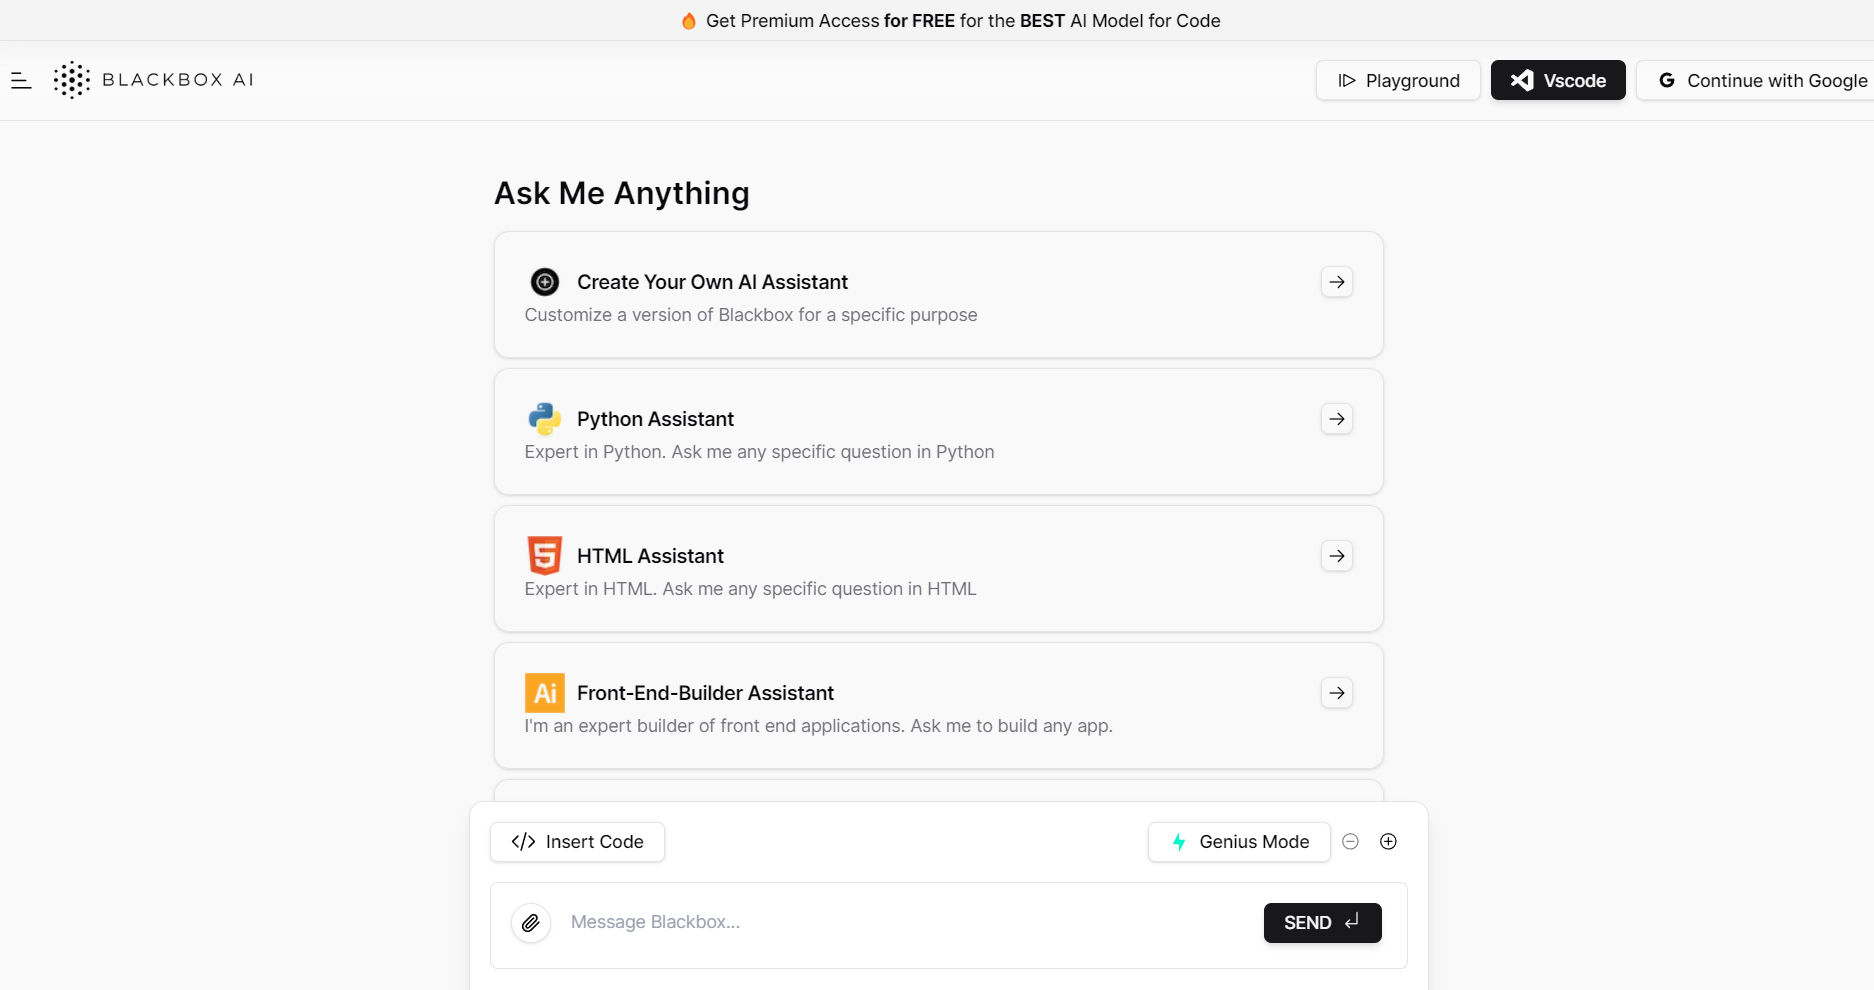 Get Premium Access for FREE for the BEST AI Model for Code
BLACKBOX AI
Playground
Vscode
G Continue with Google
Ask Me Anything
Create Your Own AI Assistant
Customize a version of Blackbox for a specific purpose
Python Assistant
Expert in Python. Ask me any specific question in Python
5 HTML Assistant
Expert in HTML. Ask me any specific question in HTML
Ai Front-End-Builder Assistant
I'm an expert builder of front end applications. Ask me to build any app.
</> Insert Code
Genius Mode
Message Blackbox...
SEND